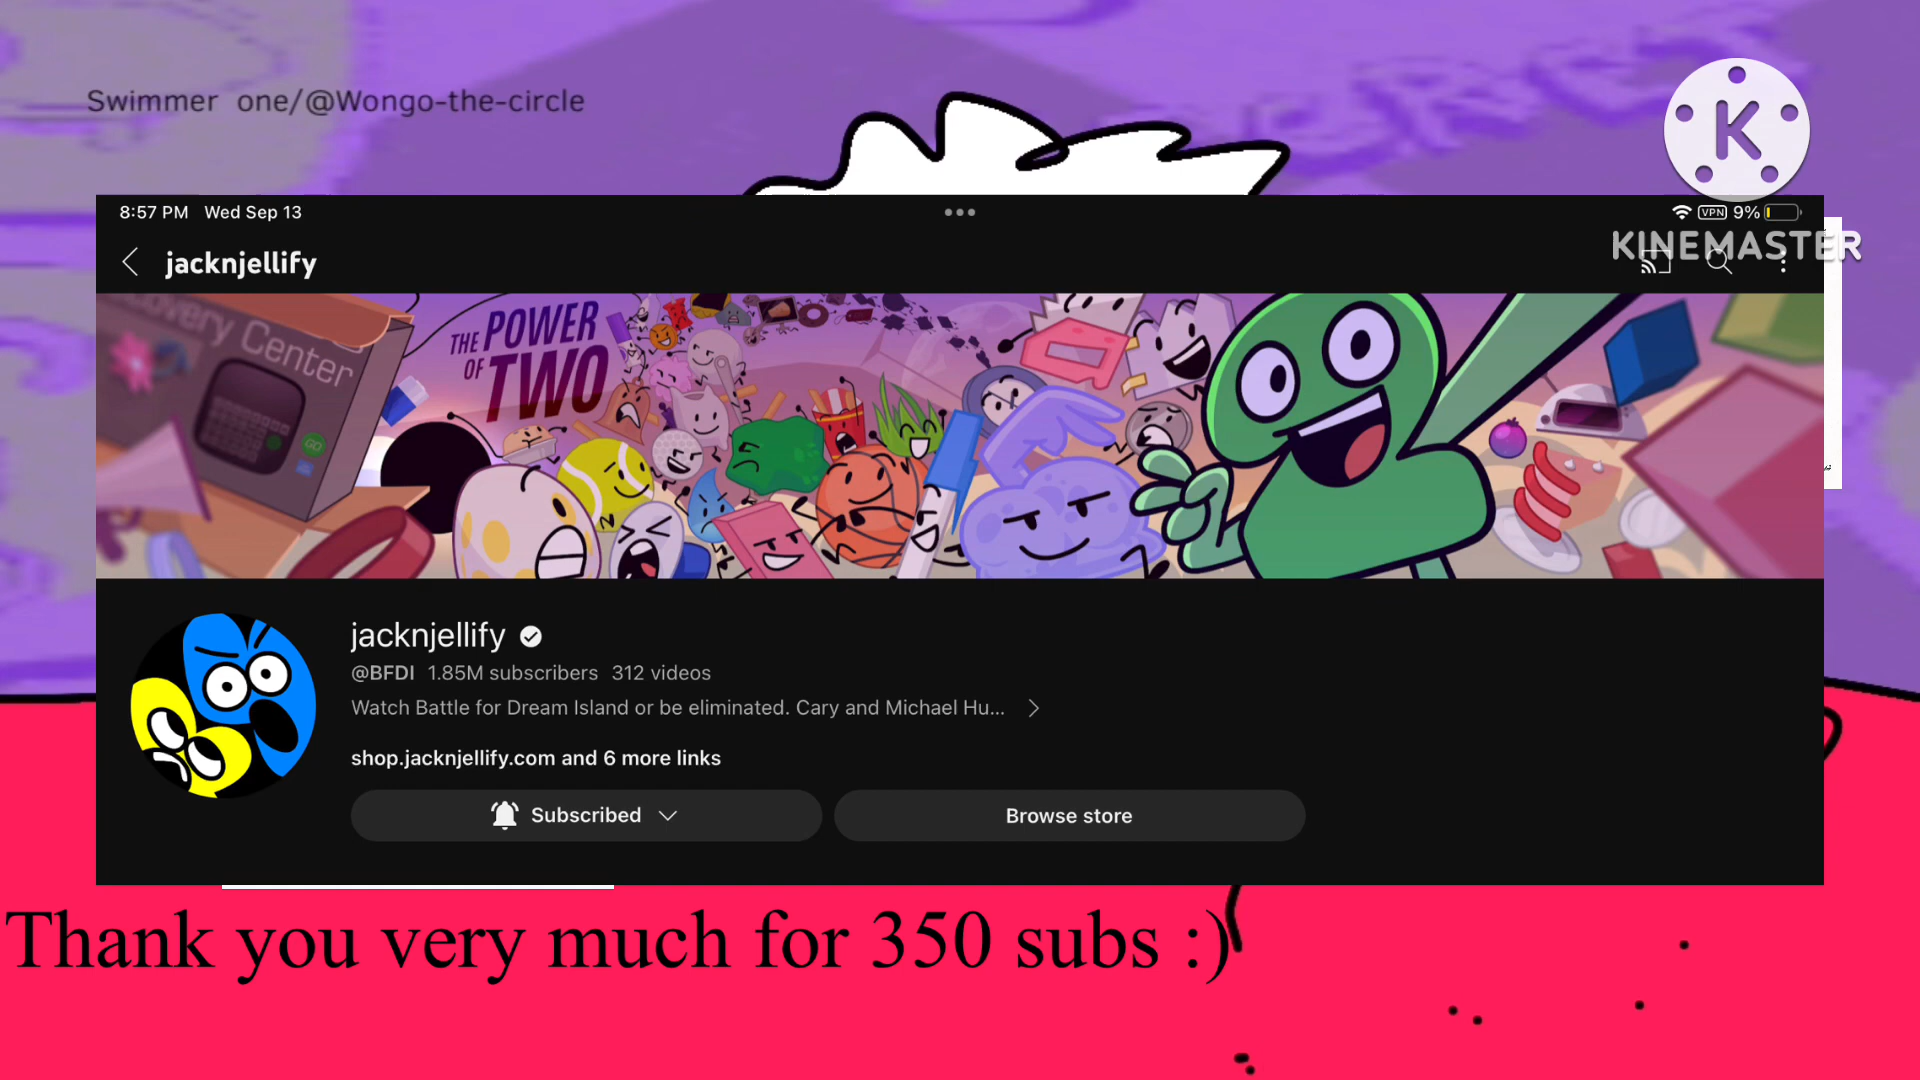 Swimmer one/@Wongo-the-circle
K
KINEMASTER
8:57 PM Wed Sep 13
VPN 9%
jacknjellify
THE POWER OF TWO
Discovery Center
GO
jacknjellify
@BFDI 1.85M subscribers 312 videos
Watch Battle for Dream Island or be eliminated. Cary and Michael Hu...
shop.jacknjellify.com and 6 more links
Subscribed
Browse store
Thank you very much for 350 subs :)